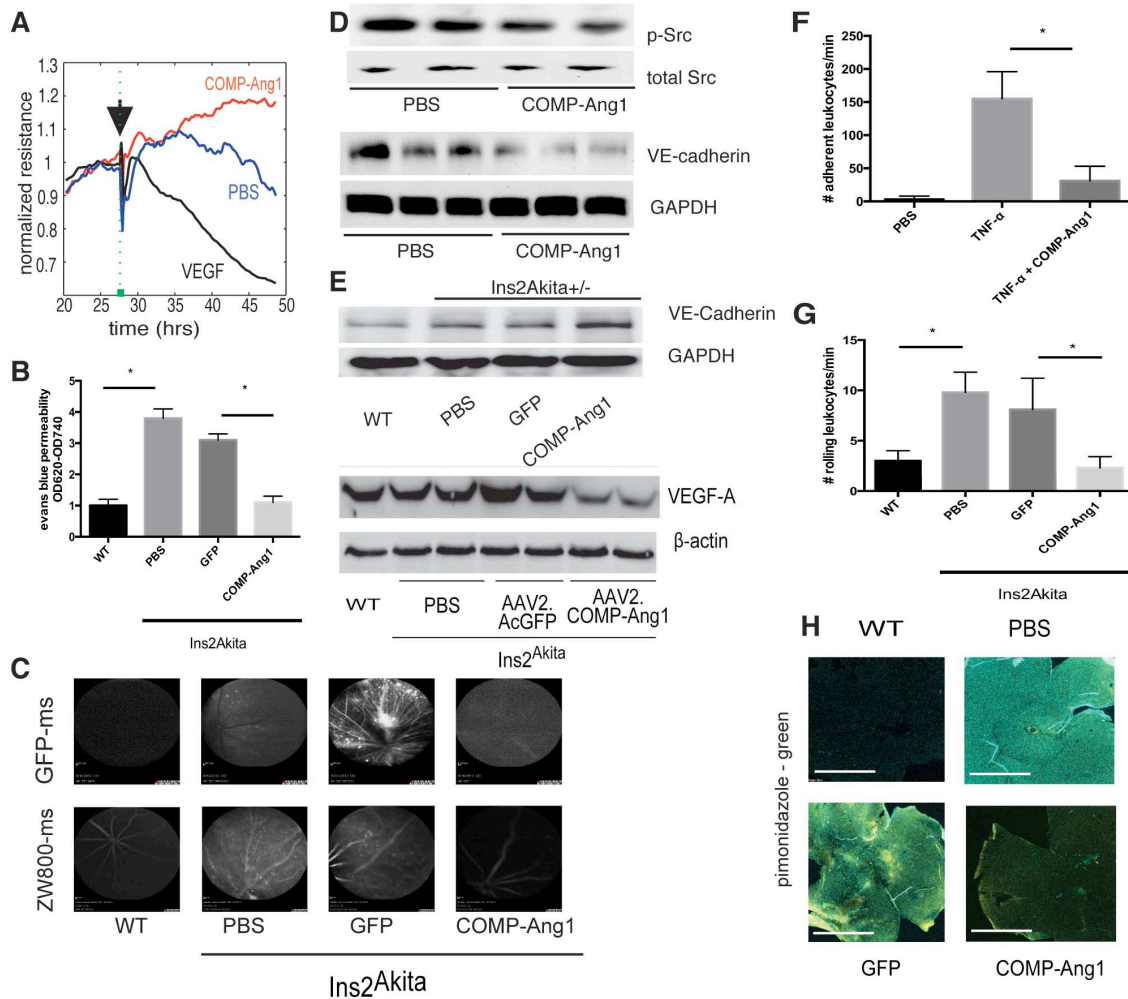 A
normalized resistance
1.3
1.2
1.1
1
0.9
0.8
0.7
COMP-Ang1
PBS
VEGF
20 25 30 35 40 45 50
time (hrs)
B
evans blue permeability
OD620-OD740
5
4
3
2
1
0
*
*
WT
PBS
GFP
COMP-Ang1
Ins2Akita
C
GFP-ms
ZW800-ms
WT
PBS
GFP
COMP-Ang1
Ins2Akita
D
p-Src
total Src
PBS
COMP-Ang1
VE-cadherin
GAPDH
PBS
COMP-Ang1
E
Ins2Akita+/-
VE-Cadherin
GAPDH
WT
PBS
GFP
COMP-Ang1
VEGF-A
β-actin
WT
PBS
AAV2.
AcGFP
AAV2.
COMP-Ang1
Ins2Akita
F
# adherent leukocytes/min
250
200
150
100
50
0
*
PBS
TNF-α
TNF-α + COMP-Ang1
G
# rolling leukocytes/min
15
10
5
0
*
*
WT
PBS
GFP
COMP-Ang1
Ins2Akita
H
WT
PBS
pimonidazole - green
GFP
COMP-Ang1